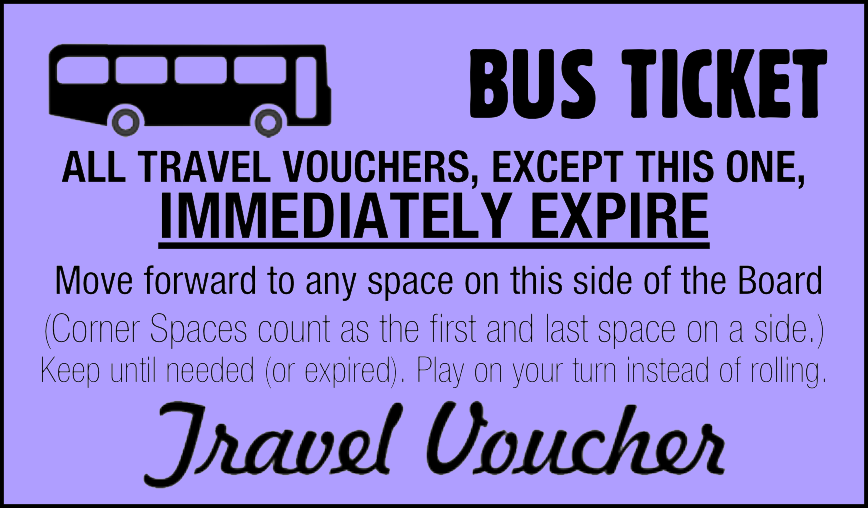 BUS TICKET
ALL TRAVEL VOUCHERS, EXCEPT THIS ONE,
IMMEDIATELY EXPIRE
Move forward to any space on this side of the Board
(Corner Spaces count as the first and last space on a side.)
Keep until needed (or expired). Play on your turn instead of rolling.
Travel Voucher